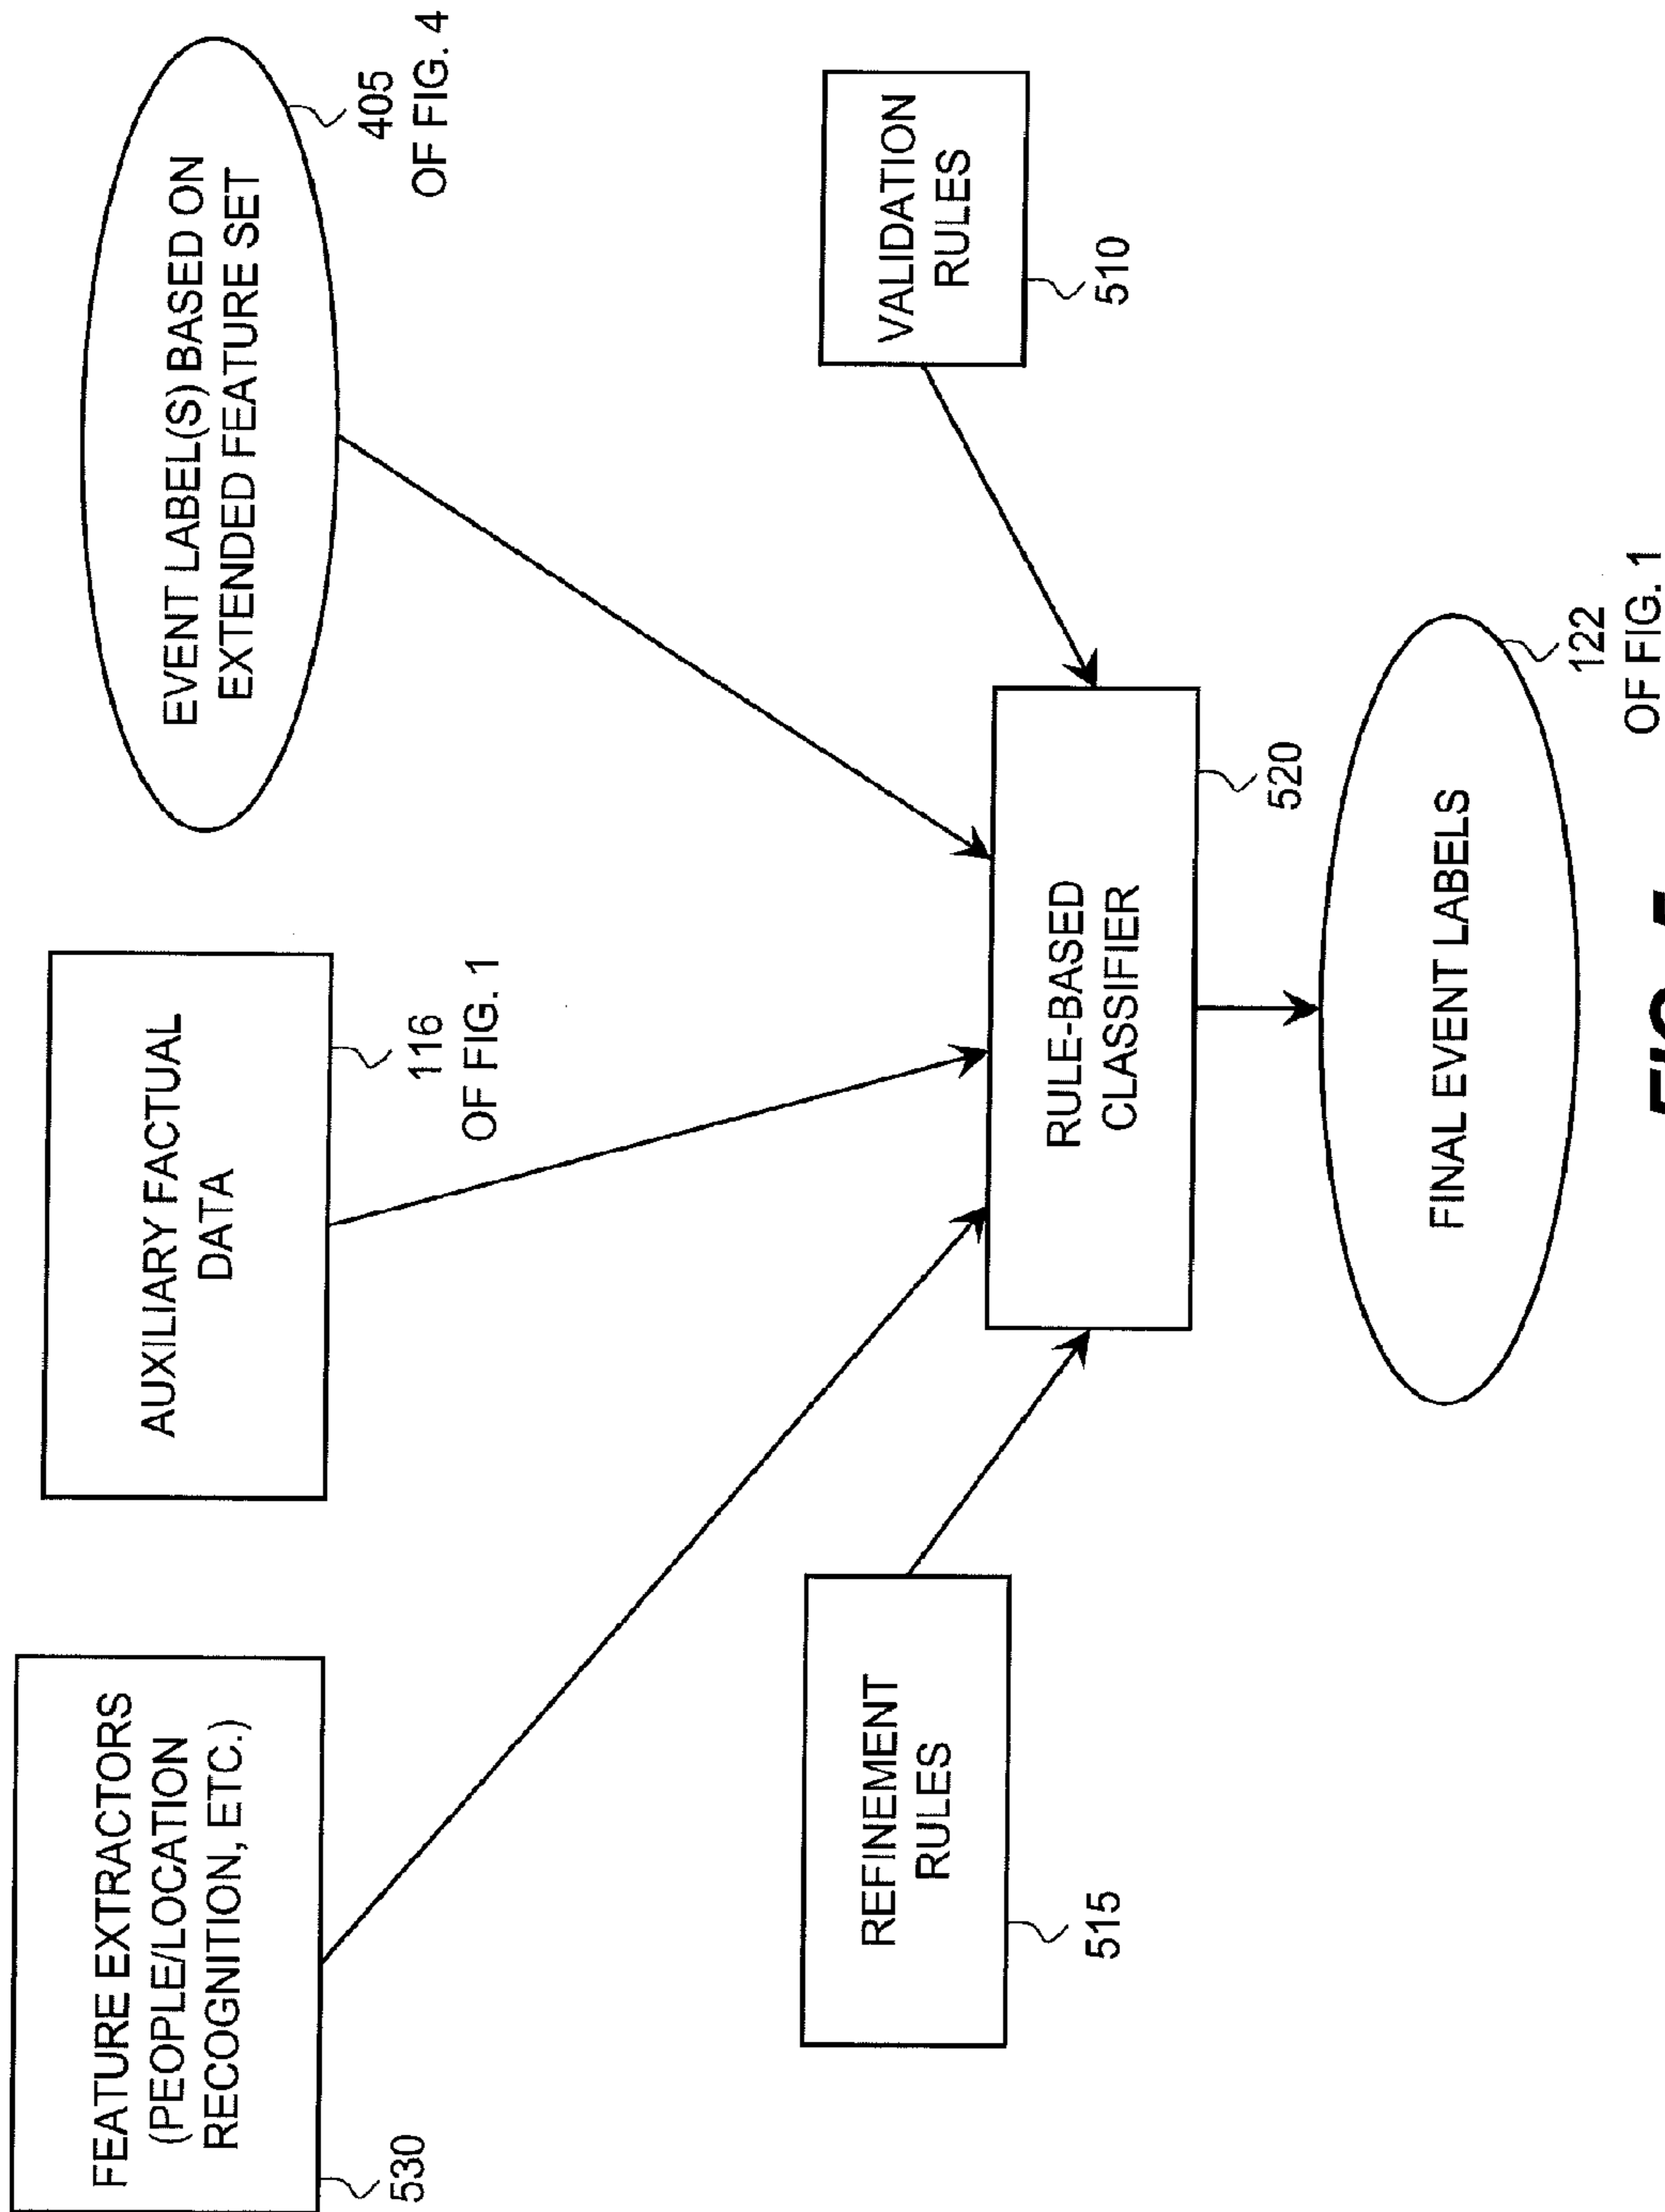 FEATURE EXTRACTORS
(PEOPLE/LOCATION
RECOGNITION, ETC.)
530
AUXILIARY FACTUAL
DATA
116
OF FIG. 1
EVENT LABEL(S) BASED ON
EXTENDED FEATURE SET
405
OF FIG. 4
REFINEMENT
RULES
515
VALIDATION
RULES
510
RULE-BASED
CLASSIFIER
520
FINAL EVENT LABELS
122
OF FIG. 1
FIG. 5